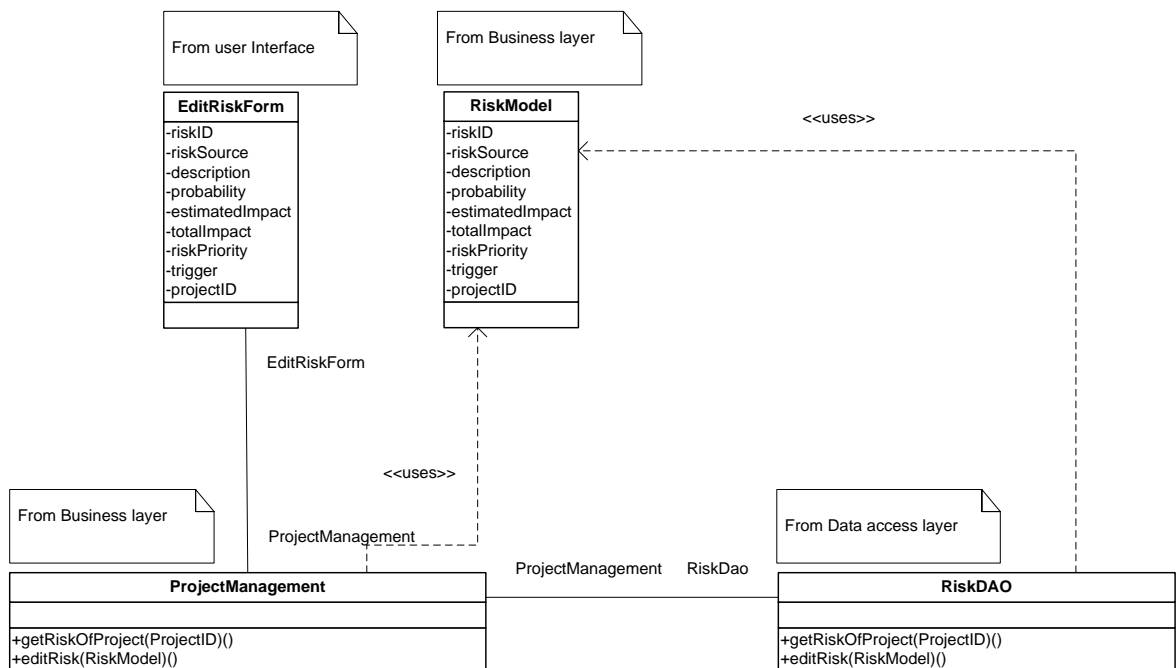 From user Interface
From Business layer
EditRiskForm
-riskID
-riskSource
-description
-probability
-estimatedImpact
-totalImpact
-riskPriority
-trigger
-projectID
RiskModel
-riskID
-riskSource
-description
-probability
-estimatedImpact
-totalImpact
-riskPriority
-trigger
-projectID
<<uses>>
EditRiskForm
<<uses>>
From Business layer
ProjectManagement
From Data access layer
ProjectManagement
RiskDao
ProjectManagement
+getRiskOfProject(ProjectID)()
+editRisk(RiskModel)()
RiskDAO
+getRiskOfProject(ProjectID)()
+editRisk(RiskModel)()